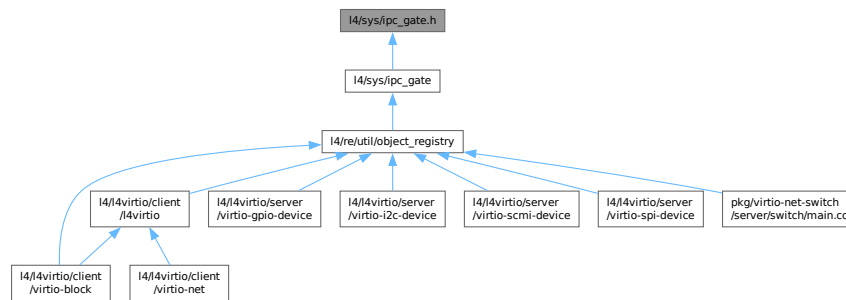 l4/sys/ipc_gate.h
l4/sys/ipc_gate
l4/re/util/object_registry
l4/l4virtio/client
/l4virtio
l4/l4virtio/server
/virtio-gpio-device
l4/l4virtio/server
/virtio-i2c-device
l4/l4virtio/server
/virtio-scmi-device
l4/l4virtio/server
/virtio-spi-device
pkg/virtio-net-switch
/server/switch/main.cc
l4/l4virtio/client
/virtio-block
l4/l4virtio/client
/virtio-net